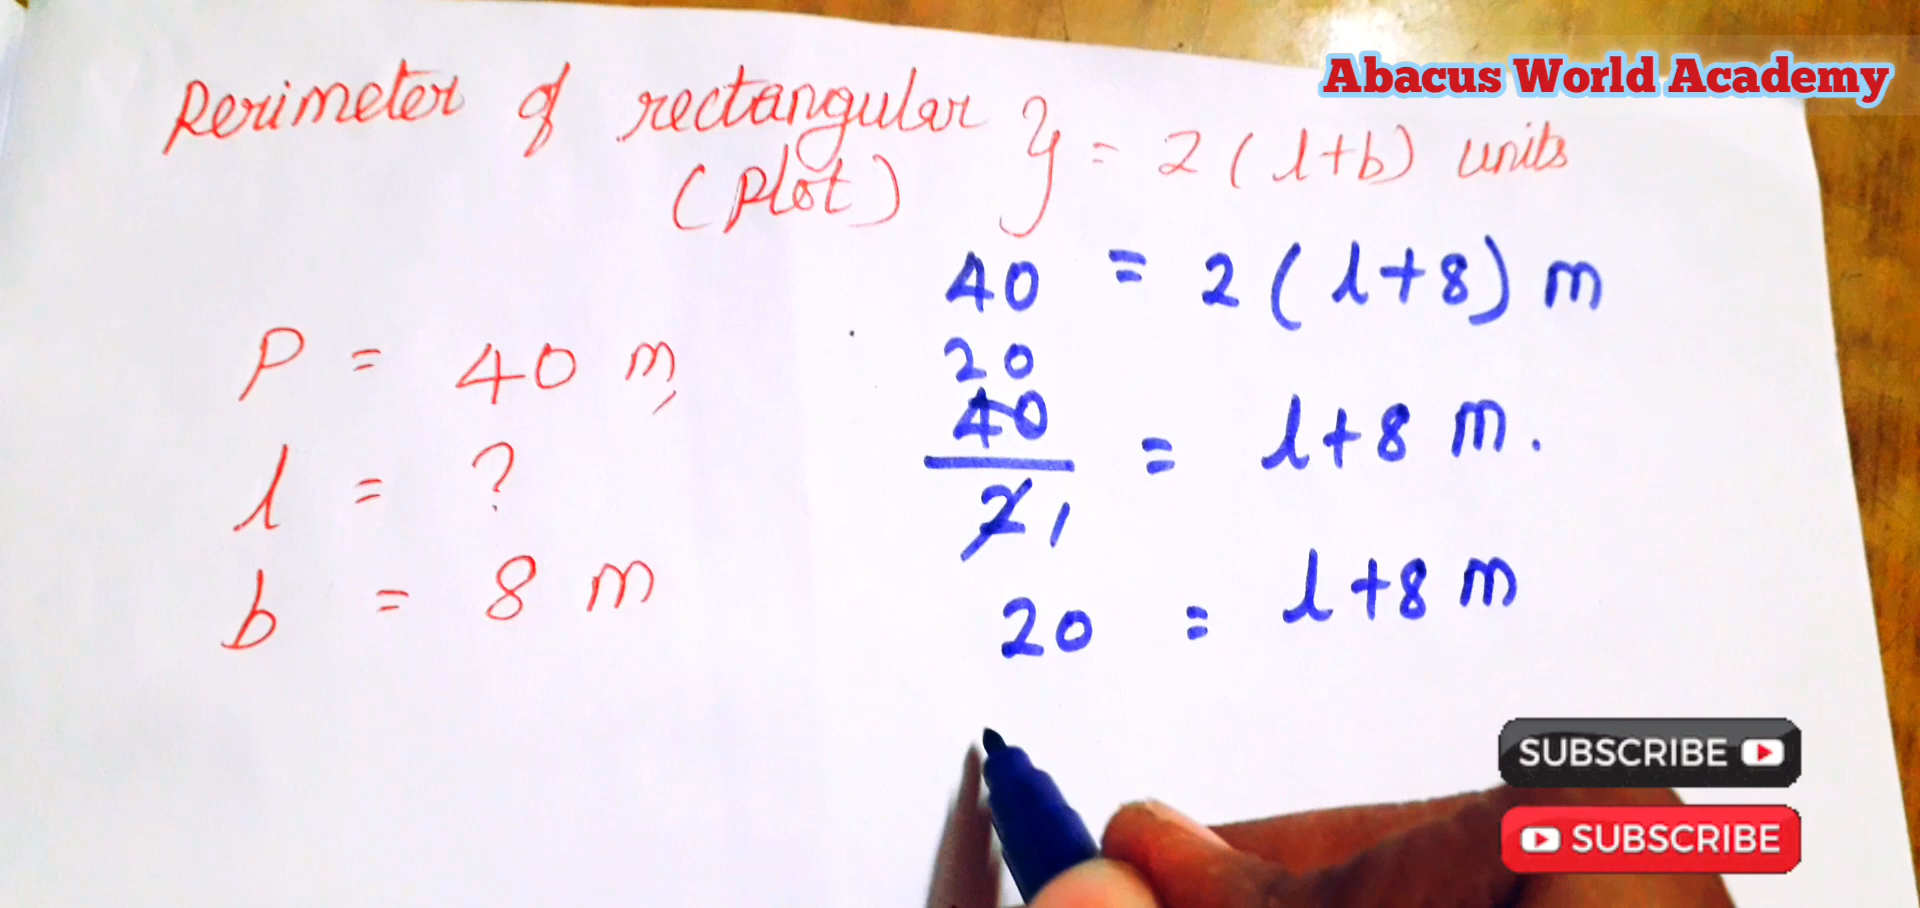 Abacus World Academy
Perimeter of rectangular } = 2 ( l+b) units
(plot)
P = 40 m,
l = ?
b = 8 m
40 = 2 ( l+8) m
20
40
—— = l+8 m.
2 1
20 = l+8 m
SUBSCRIBE
SUBSCRIBE